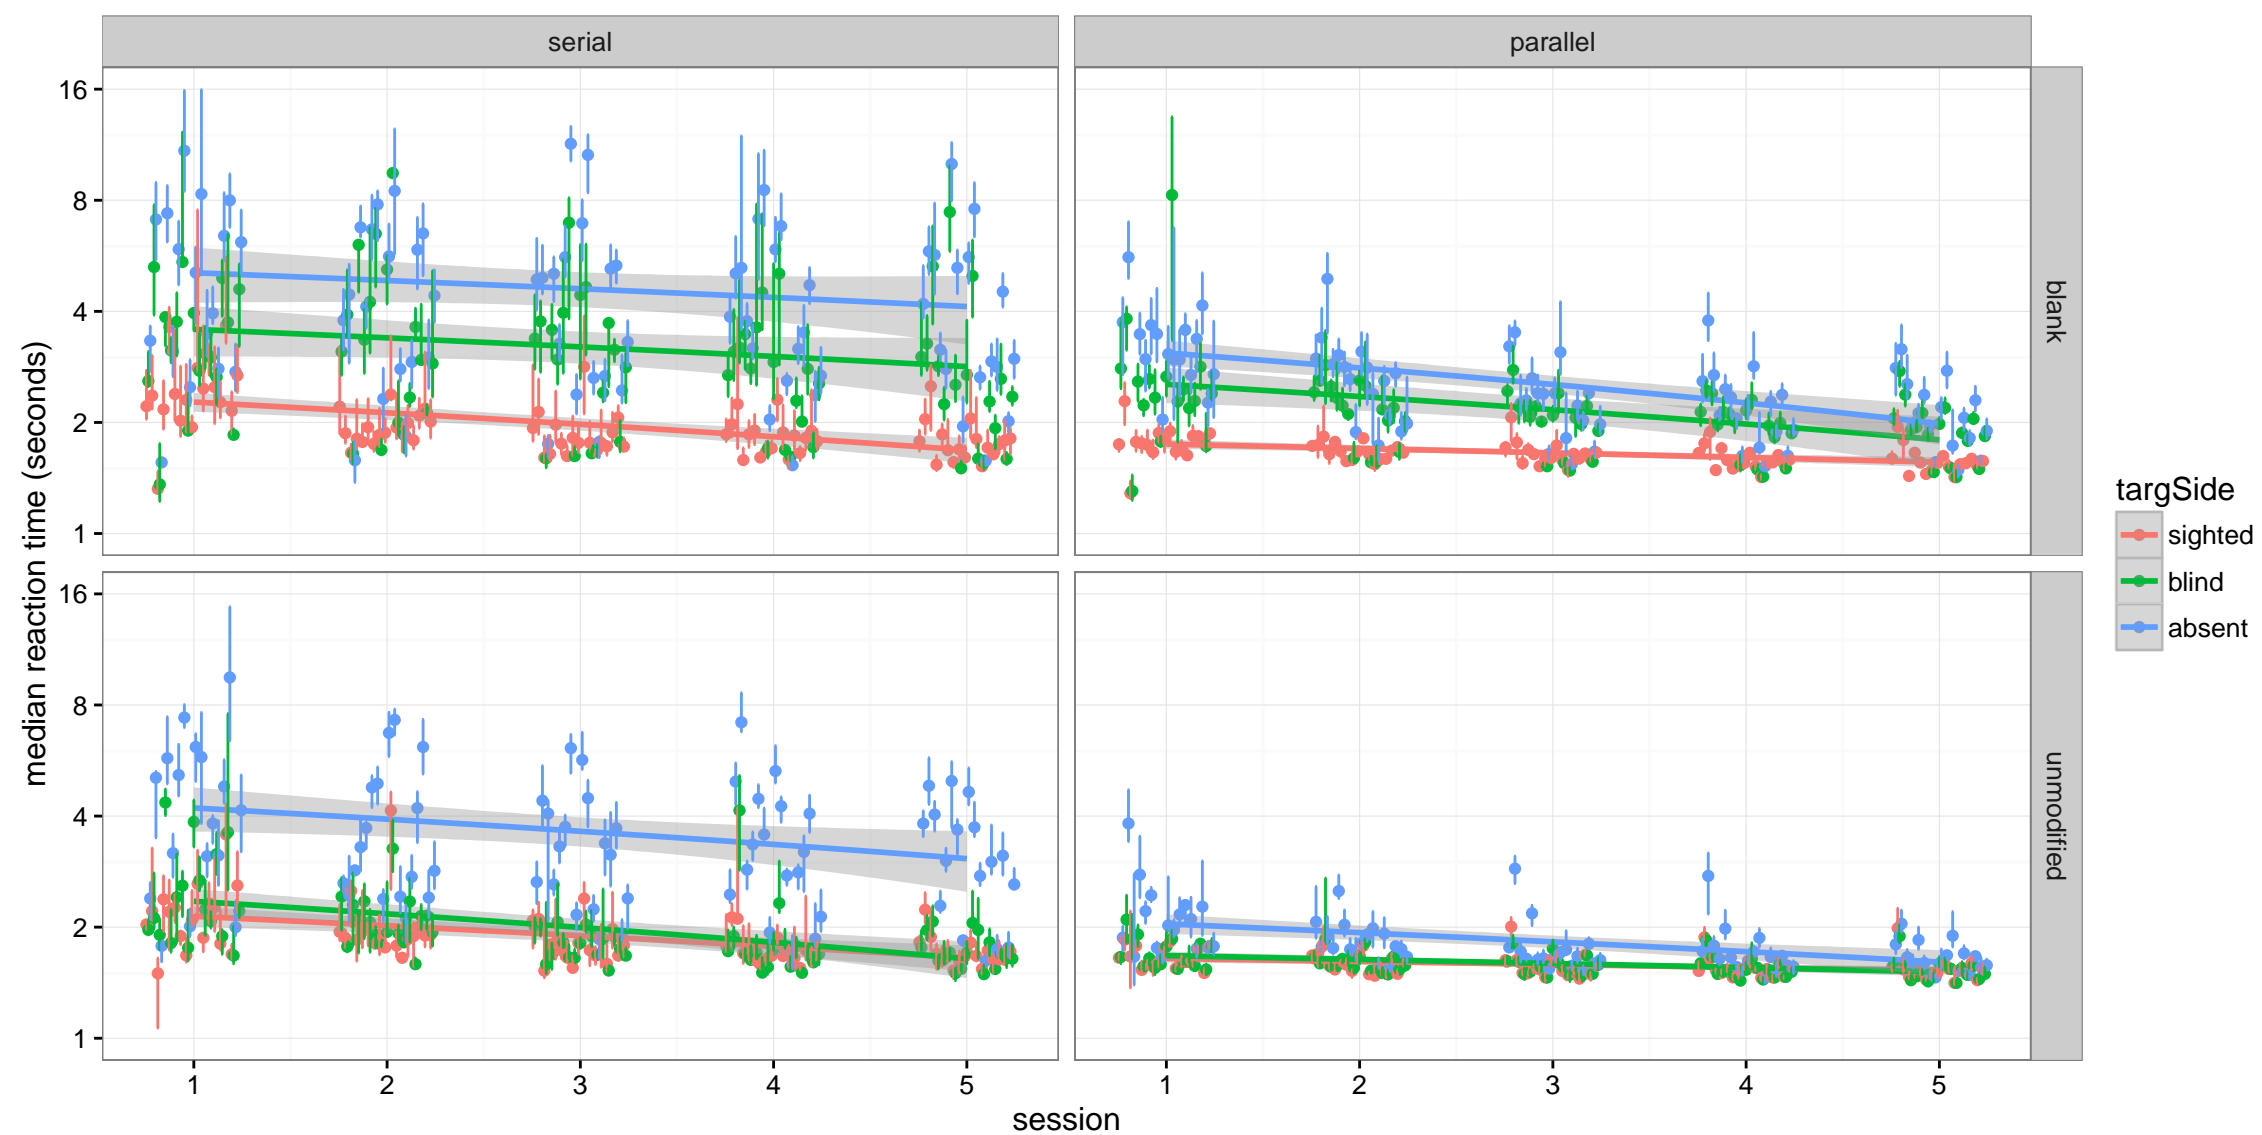 serial parallel
16
8
4
2
1
blank
16
8
4
2
1
unmodified
median reaction time (seconds)
1 2 3 4 5 1 2 3 4 5
session
targSide
sighted
blind
absent